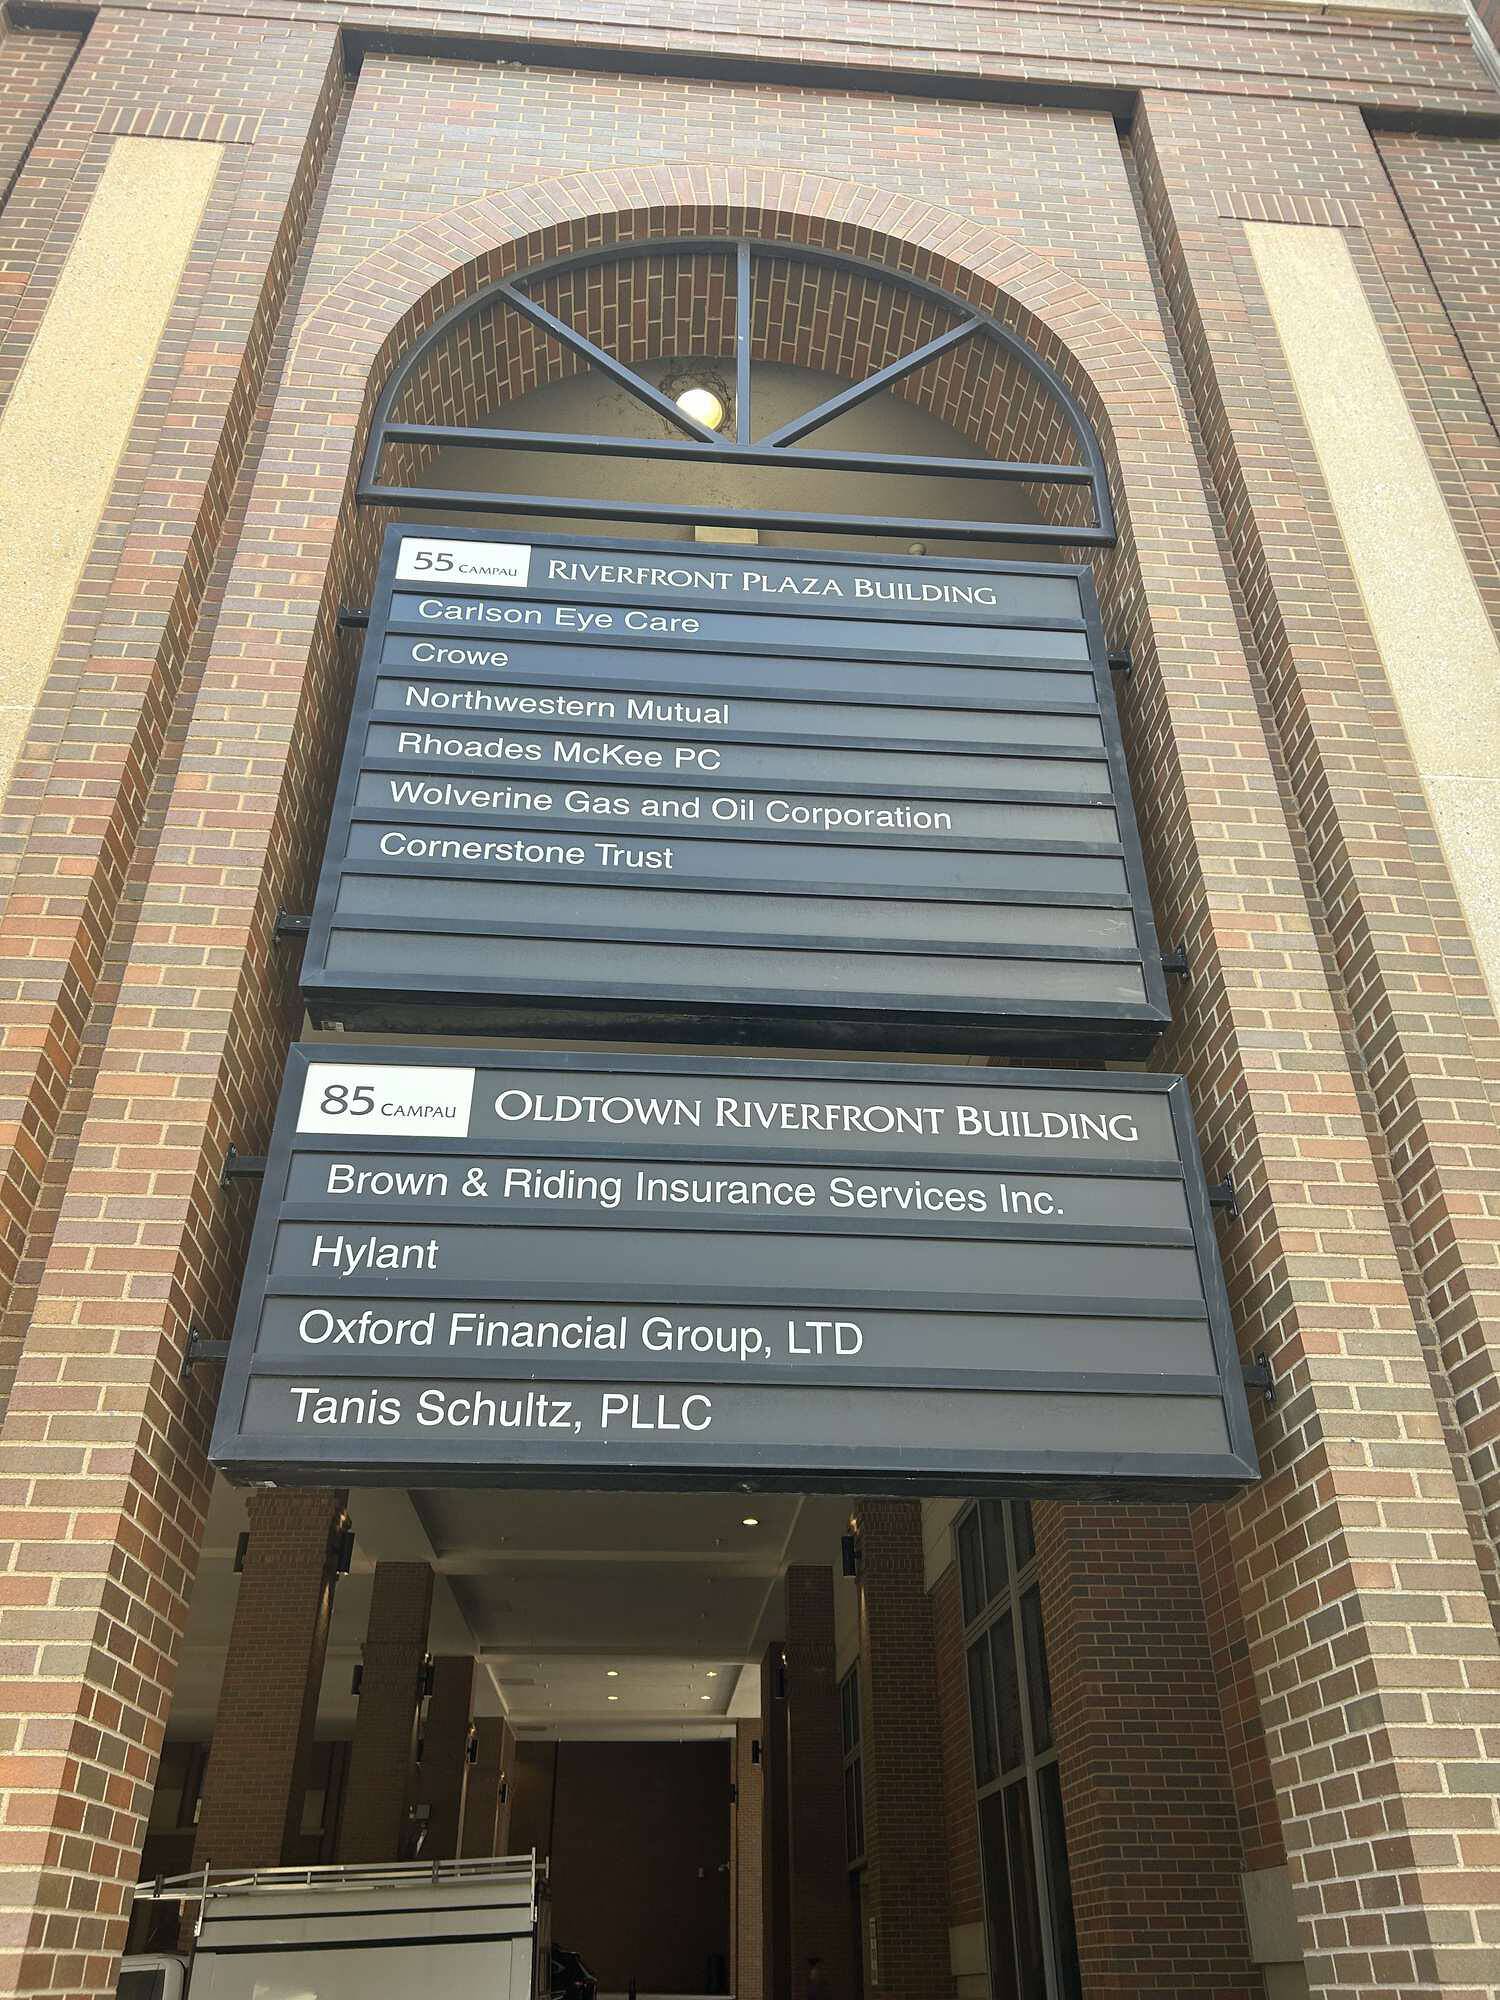 55 CAMPAU RIVERFRONT PLAZA BUILDING
Carlson Eye Care
Crowe
Northwestern Mutual
Rhoades McKee PC
Wolverine Gas and Oil Corporation
Cornerstone Trust
85 CAMPAU OLDTOWN RIVERFRONT BUILDING
Brown & Riding Insurance Services Inc.
Hylant
Oxford Financial Group, LTD
Tanis Schultz, PLLC